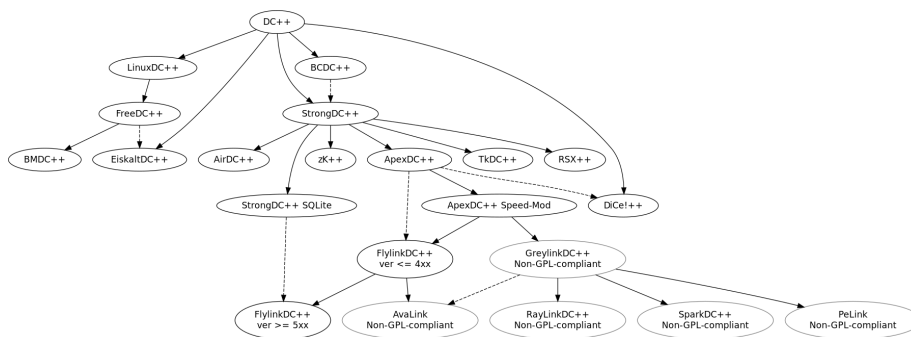 DC++
LinuxDC++
BCDC++
FreeDC++
StrongDC++
BMDC++
EiskaltDC++
AirDC++
zK++
ApexDC++
TkDC++
RSX++
StrongDC++ SQLite
ApexDC++ Speed-Mod
DiCe!++
FlylinkDC++
ver <= 4xx
GreylinkDC++
Non-GPL-compliant
FlylinkDC++
ver >= 5xx
AvaLink
Non-GPL-compliant
RayLinkDC++
Non-GPL-compliant
SparkDC++
Non-GPL-compliant
PeLink
Non-GPL-compliant